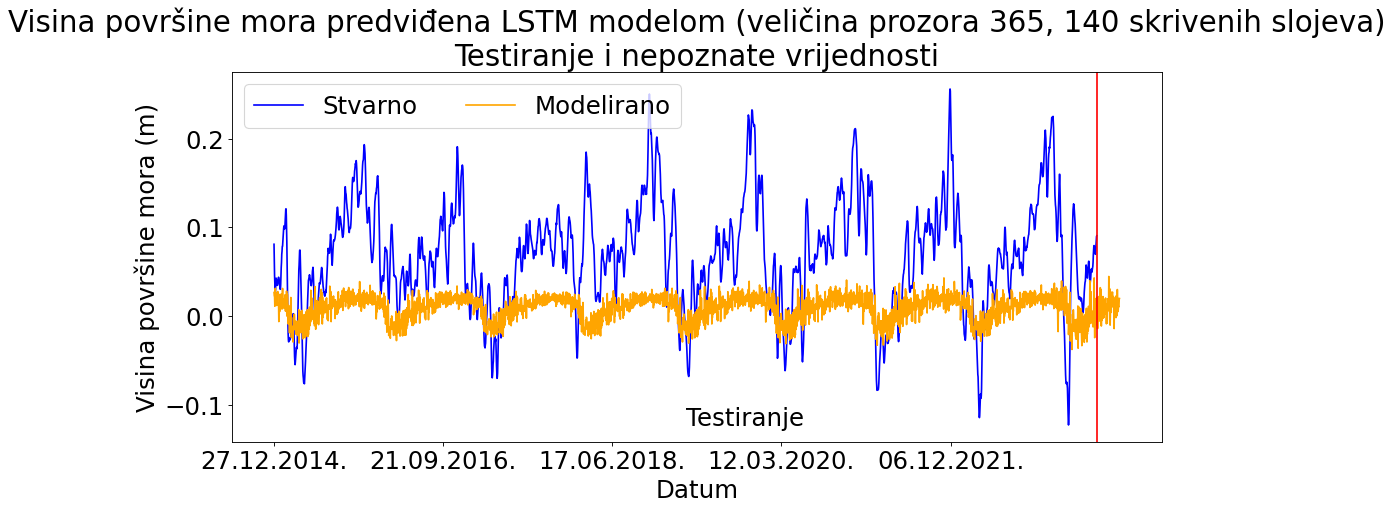 Visina površine mora predviđena LSTM modelom (veličina prozora 365, 140 skrivenih slojeva)
Testiranje i nepoznate vrijednosti
Stvarno
Modelirano
Visina površine mora (m)
0.2
0.1
0.0
−0.1
Testiranje
27.12.2014.
21.09.2016.
17.06.2018.
12.03.2020.
06.12.2021.
Datum